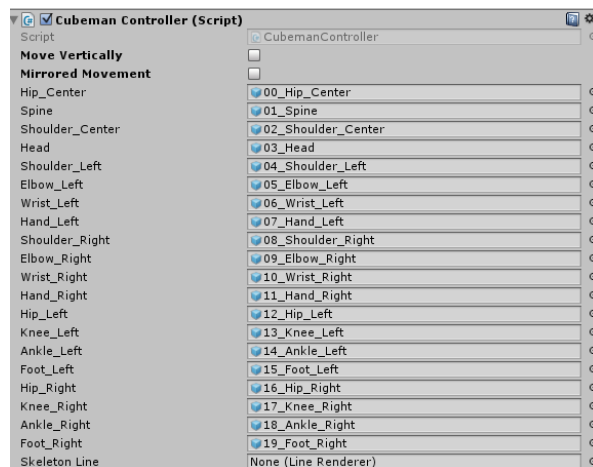 Cubeman Controller (Script)
Script CubemanController
Move Vertically
Mirrored Movement
Hip_Center 00_Hip_Center
Spine 01_Spine
Shoulder_Center 02_Shoulder_Center
Head 03_Head
Shoulder_Left 04_Shoulder_Left
Elbow_Left 05_Elbow_Left
Wrist_Left 06_Wrist_Left
Hand_Left 07_Hand_Left
Shoulder_Right 08_Shoulder_Right
Elbow_Right 09_Elbow_Right
Wrist_Right 10_Wrist_Right
Hand_Right 11_Hand_Right
Hip_Left 12_Hip_Left
Knee_Left 13_Knee_Left
Ankle_Left 14_Ankle_Left
Foot_Left 15_Foot_Left
Hip_Right 16_Hip_Right
Knee_Right 17_Knee_Right
Ankle_Right 18_Ankle_Right
Foot_Right 19_Foot_Right
Skeleton Line None (Line Renderer)